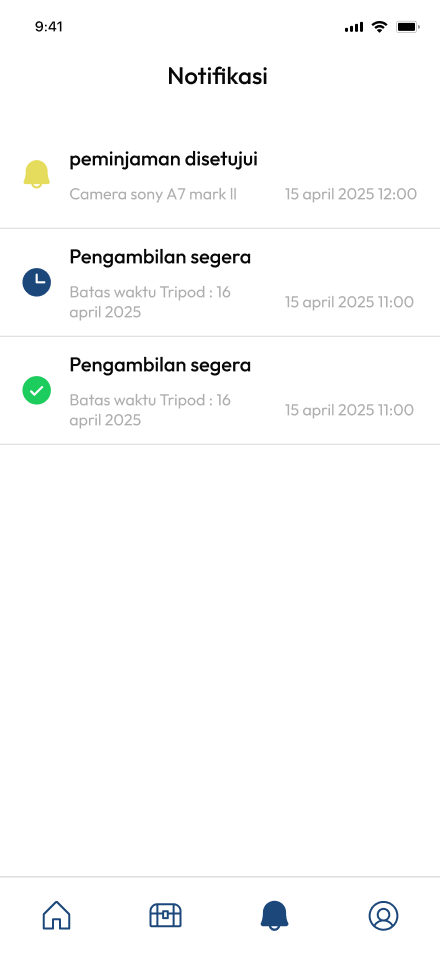 9:41
Notifikasi
peminjaman disetujui
Camera sony A7 mark ll
15 april 2025 12:00
Pengambilan segera
Batas waktu Tripod : 16
april 2025
15 april 2025 11:00
Pengambilan segera
Batas waktu Tripod : 16
april 2025
15 april 2025 11:00